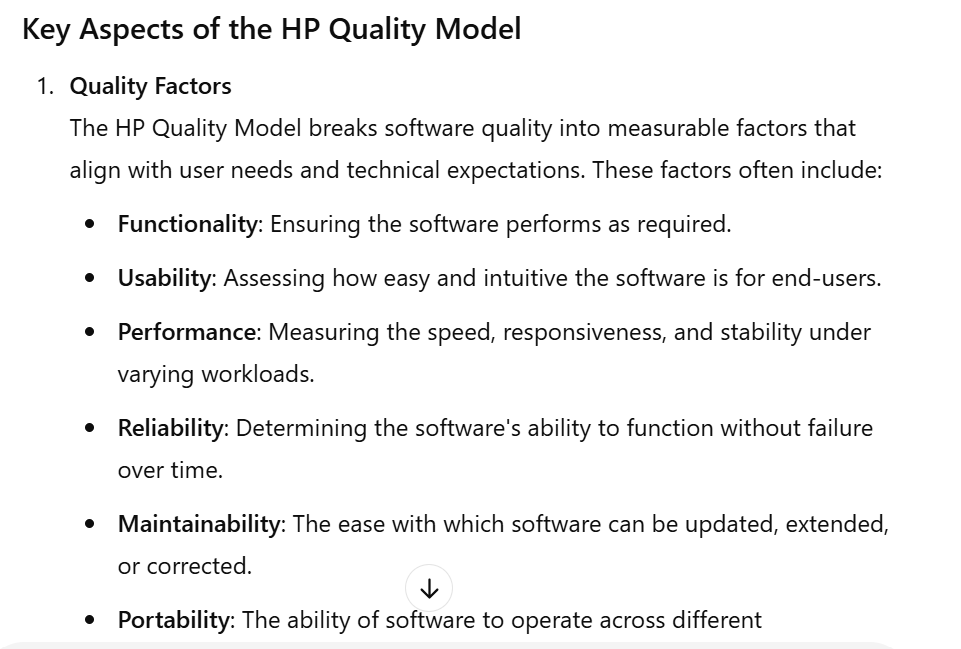 Key Aspects of the HP Quality Model
1. Quality Factors
The HP Quality Model breaks software quality into measurable factors that
align with user needs and technical expectations. These factors often include:
• Functionality: Ensuring the software performs as required.
• Usability: Assessing how easy and intuitive the software is for end-users.
• Performance: Measuring the speed, responsiveness, and stability under
varying workloads.
• Reliability: Determining the software's ability to function without failure
over time.
• Maintainability: The ease with which software can be updated, extended,
or corrected.
• Portability: The ability of software to operate across different